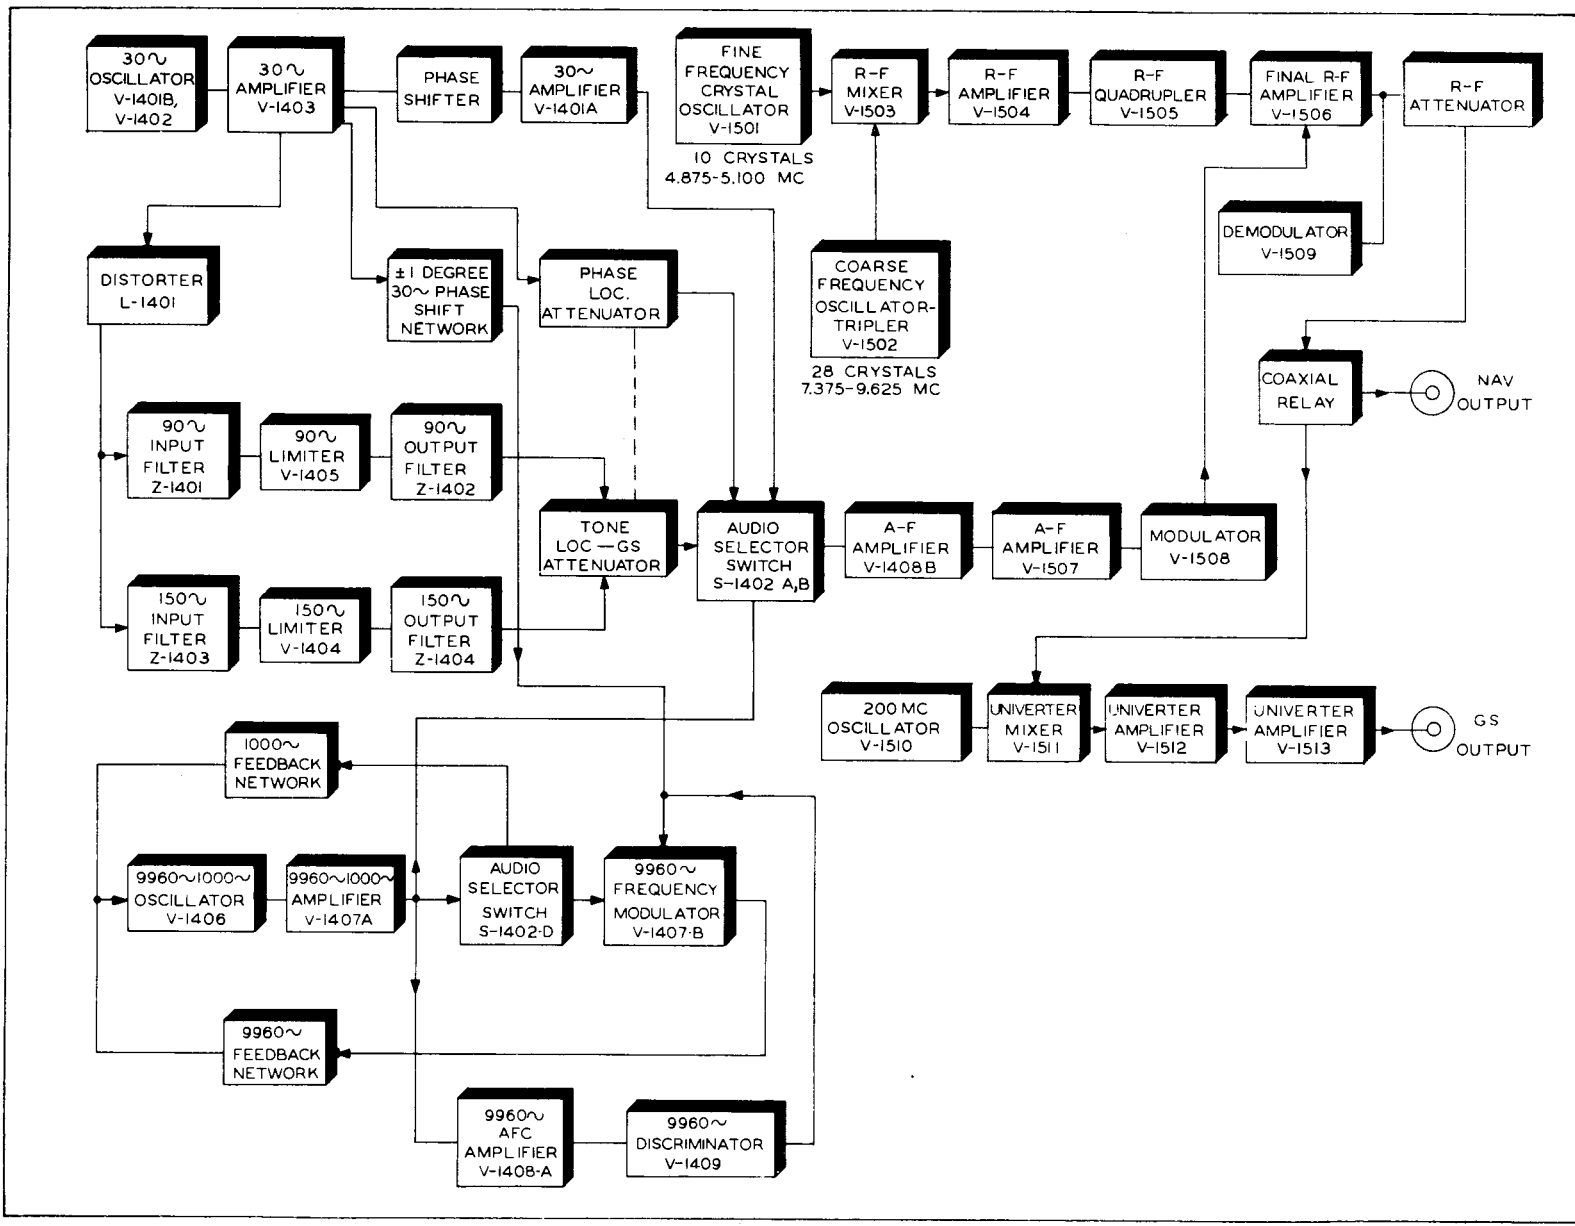 30~
OSCILLATOR
V-1401B,
V-1402
30~
AMPLIFIER
V-1403
PHASE
SHIFTER
30~
AMPLIFIER
V-1401A
FINE
FREQUENCY
CRYSTAL
OSCILLATOR
V-1501
10 CRYSTALS
4.875-5.100 MC
R-F
MIXER
V-1503
R-F
AMPLIFIER
V-1504
R-F
QUADRUPLER
V-1505
FINAL R-F
AMPLIFIER
V-1506
R-F
ATTENUATOR
DEMODULATOR
V-1509
DISTORTER
L-1401
±1 DEGREE
30~ PHASE
SHIFT
NETWORK
PHASE
LOC.
ATTENUATOR
COARSE
FREQUENCY
OSCILLATOR-
TRIPLER
V-1502
28 CRYSTALS
7.375-9.625 MC
COAXIAL
RELAY
NAV
OUTPUT
90~
INPUT
FILTER
Z-1401
90~
LIMITER
V-1405
90~
OUTPUT
FILTER
Z-1402
TONE
LOC-GS
ATTENUATOR
AUDIO
SELECTOR
SWITCH
S-1402 A,B
A-F
AMPLIFIER
V-1408B
A-F
AMPLIFIER
V-1507
MODULATOR
V-1508
150~
INPUT
FILTER
Z-1403
150~
LIMITER
V-1404
150~
OUTPUT
FILTER
Z-1404
200 MC
OSCILLATOR
V-1510
UNIVERTER
MIXER
V-1511
UNIVERTER
AMPLIFIER
V-1512
UNIVERTER
AMPLIFIER
V-1513
GS
OUTPUT
1000~
FEEDBACK
NETWORK
9960~1000~
OSCILLATOR
V-1406
9960~1000~
AMPLIFIER
V-1407A
AUDIO
SELECTOR
SWITCH
S-1402-D
9960~
FREQUENCY
MODULATOR
V-1407-B
9960~
FEEDBACK
NETWORK
9960~
AFC
AMPLIFIER
V-1408-A
9960~
DISCRIMINATOR
V-1409